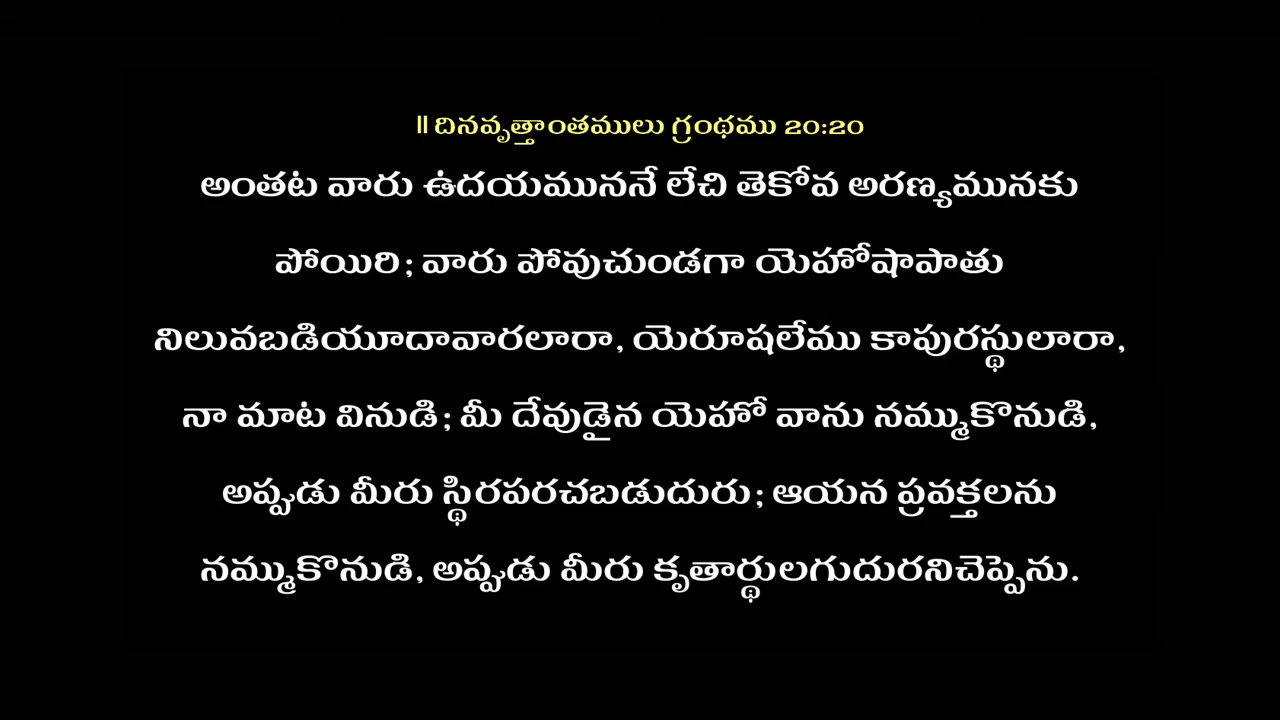 II దినవృత్తాంతములు గ్రంథము 20:20
అంతట వారు ఉదయముననే లేచి తెకోవ అరణ్యమునకు
పోయిరి; వారు పోవుచుండగా యెహోషాపాతు
నిలువబడియూదావారలారా, యెరూషలేము కాపురస్థులారా,
నా మాట వినుడి; మీ దేవుడైన యెహో వాను నమ్ముకొనుడి,
అప్పుడు మీరు స్థిరపరచబడుదురు; ఆయన ప్రవక్తలను
నమ్ముకొనుడి, అప్పుడు మీరు కృతార్థులగుదురనిచెప్పెను.